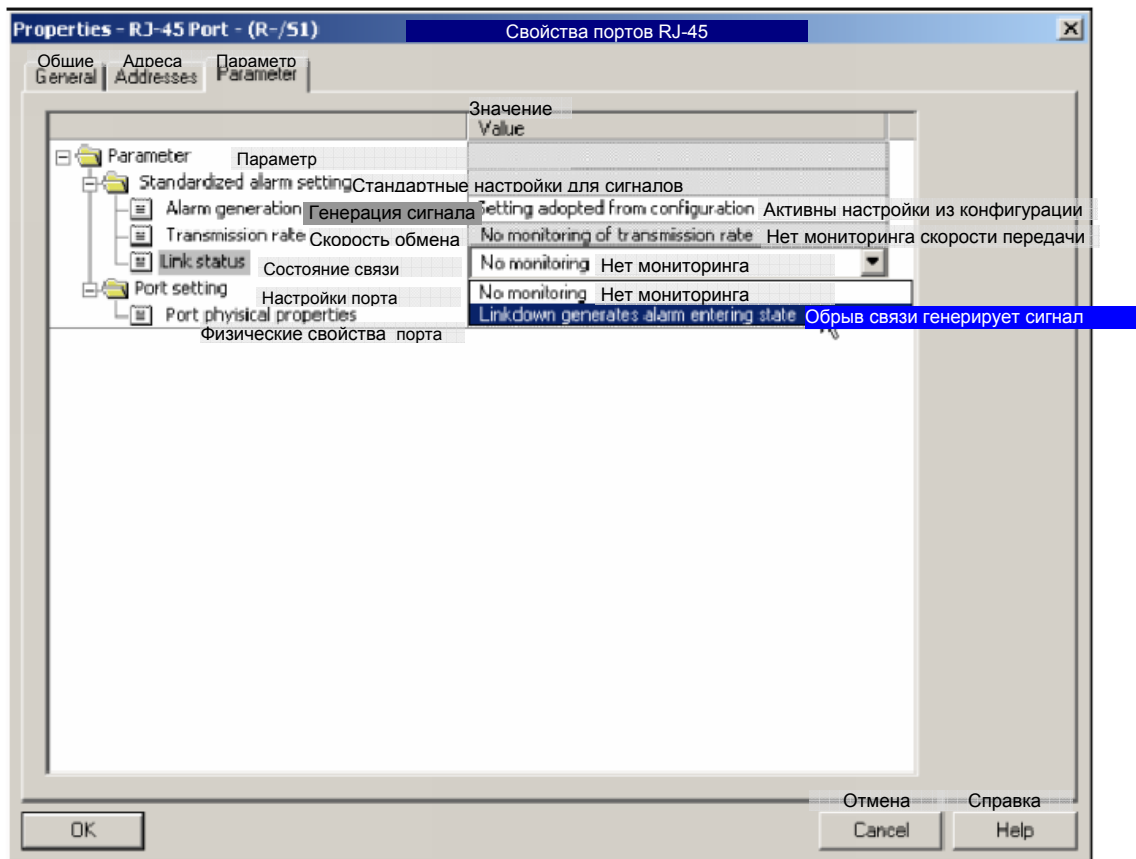 Properties - RJ-45 Port - (R-/S1) Свойства портов RJ-45
Общие Адреса Параметр
General Addresses Parameter
Значение
Value
Parameter Параметр
Standardized alarm setting Стандартные настройки для сигналов
Alarm generation Генерация сигнала Setting adopted from configuration Активны настройки из конфигурации
Transmission rate Скорость обмена No monitoring of transmission rate Нет мониторинга скорости передачи
Link status Состояние связи No monitoring Нет мониторинга
Port setting Настройки порта No monitoring Нет мониторинга
Port phyisical properties Linkdown generates alarm entering state Обрыв связи генерирует сигнал
Физические свойства порта
Отмена Справка
OK Cancel Help